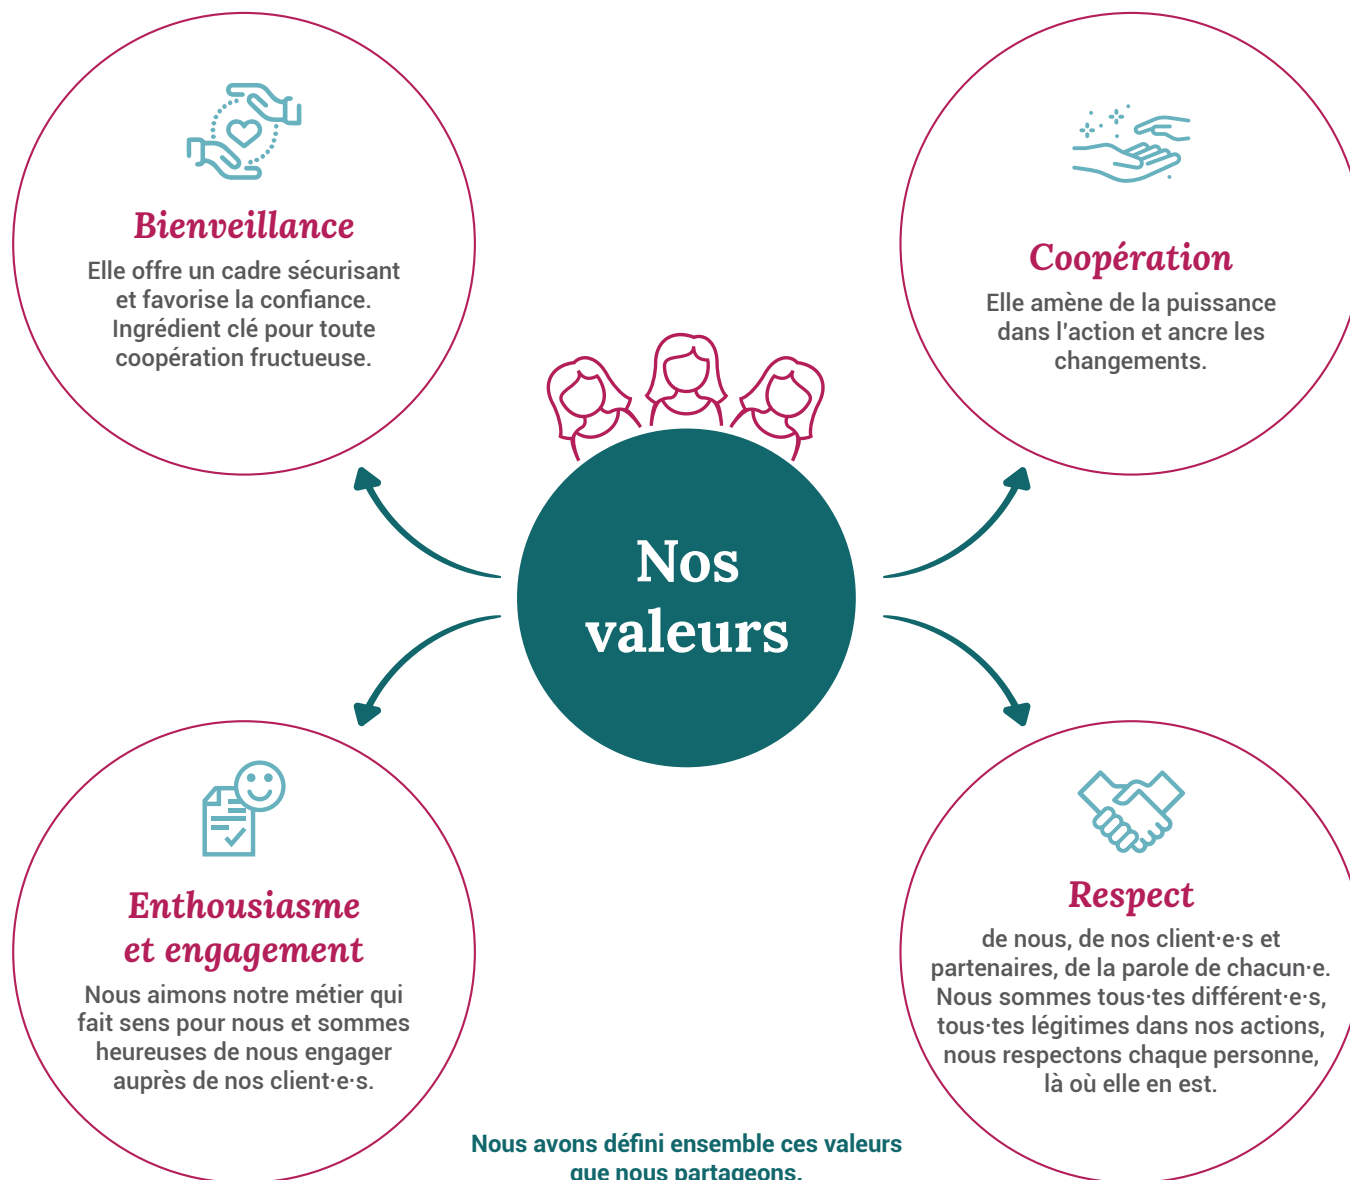 Bienveillance
Elle offre un cadre sécurisant
et favorise la confiance.
Ingrédient clé pour toute
coopération fructueuse.
Coopération
Elle amène de la puissance
dans l'action et ancre les
changements.
Nos
valeurs
Enthousiasme
et engagement
Nous aimons notre métier qui
fait sens pour nous et sommes
heureuses de nous engager
auprès de nos client·e·s.
Respect
de nous, de nos client·e·s et
partenaires, de la parole de chacun·e.
Nous sommes tous·tes différent·e·s,
tous·tes légitimes dans nos actions,
nous respectons chaque personne,
là où elle en est.
Nous avons défini ensemble ces valeurs
que nous partageons.